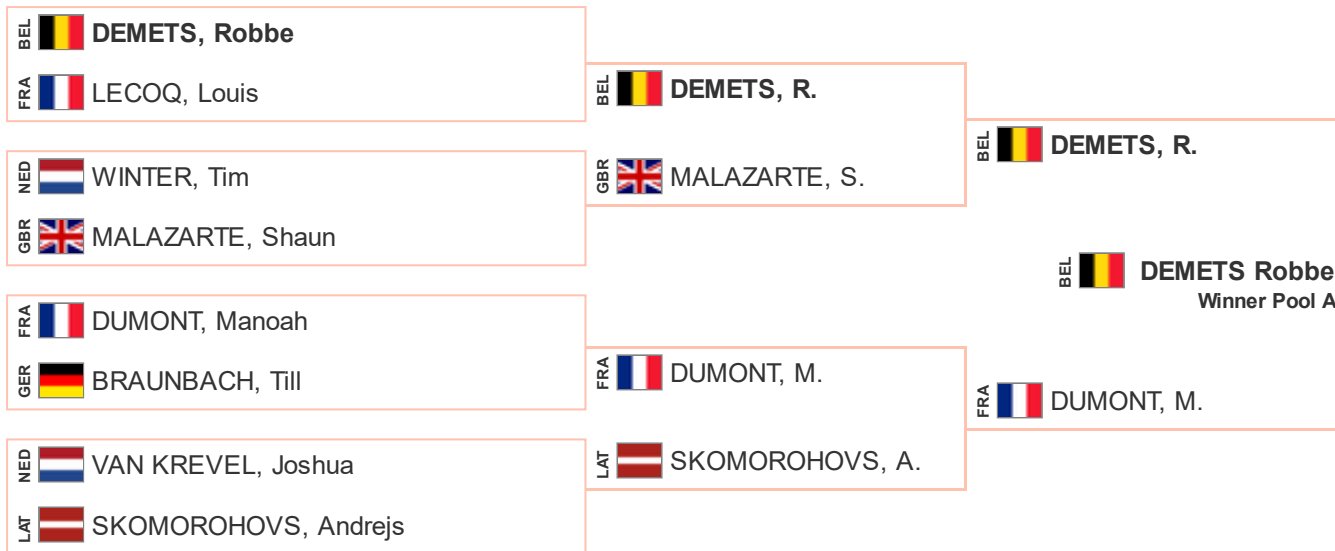 BEL DEMETS, Robbe
FRA LECOQ, Louis
NED WINTER, Tim
GBR MALAZARTE, Shaun
FRA DUMONT, Manoah
GER BRAUNBACH, Till
NED VAN KREVEL, Joshua
LAT SKOMOROHOVS, Andrejs
BEL DEMETS, R.
GBR MALAZARTE, S.
FRA DUMONT, M.
LAT SKOMOROHOVS, A.
BEL DEMETS, R.
FRA DUMONT, M.
BEL DEMETS Robbe
Winner Pool A